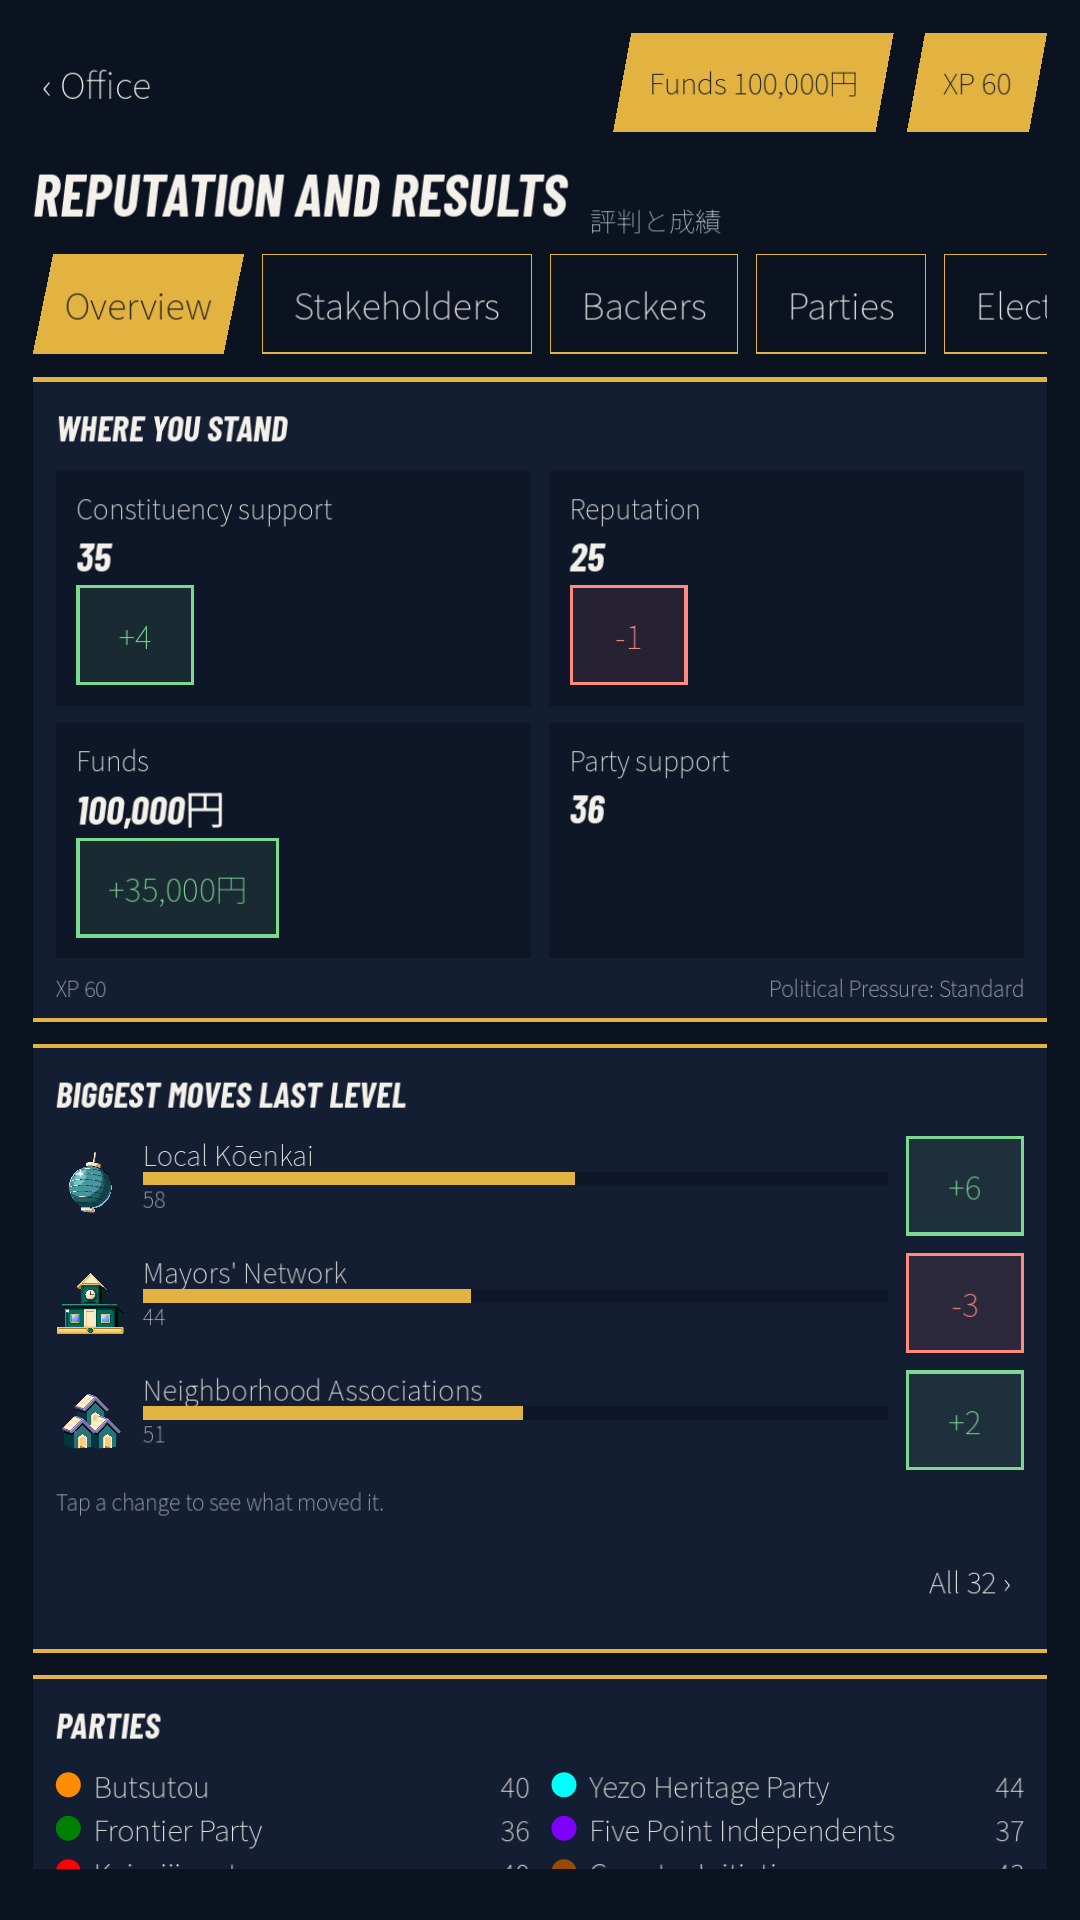 ‹ Office
Funds 100,000円
XP 60
REPUTATION AND RESULTS
評判と成績
Overview
Stakeholders
Backers
Parties
Elect
WHERE YOU STAND
Constituency support
35
+4
Reputation
25
-1
Funds
100,000円
+35,000円
Party support
36
XP 60
Political Pressure: Standard
BIGGEST MOVES LAST LEVEL
Local Kōenkai
58
+6
Mayors' Network
44
-3
Neighborhood Associations
51
+2
Tap a change to see what moved it.
All 32 ›
PARTIES
Butsutou 40
Yezo Heritage Party 44
Frontier Party 36
Five Point Independents 37